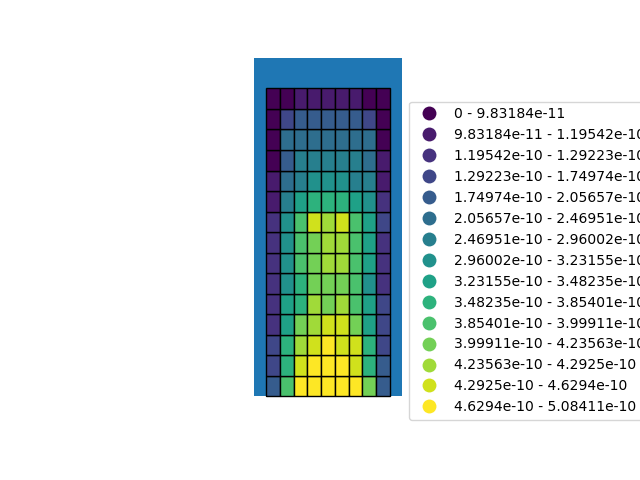 0 - 9.83184e-11
9.83184e-11 - 1.19542e-10
1.19542e-10 - 1.29223e-10
1.29223e-10 - 1.74974e-10
1.74974e-10 - 2.05657e-10
2.05657e-10 - 2.46951e-10
2.46951e-10 - 2.96002e-10
2.96002e-10 - 3.23155e-10
3.23155e-10 - 3.48235e-10
3.48235e-10 - 3.85401e-10
3.85401e-10 - 3.99911e-10
3.99911e-10 - 4.23563e-10
4.23563e-10 - 4.2925e-10
4.2925e-10 - 4.6294e-10
4.6294e-10 - 5.08411e-10